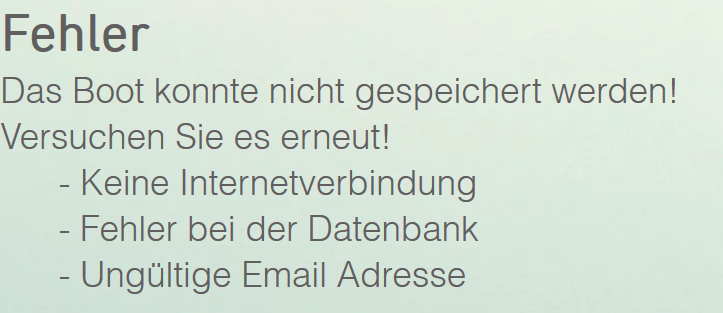 Fehler
Das Boot konnte nicht gespeichert werden!
Versuchen Sie es erneut!
- Keine Internetverbindung
- Fehler bei der Datenbank
- Ungültige Email Adresse